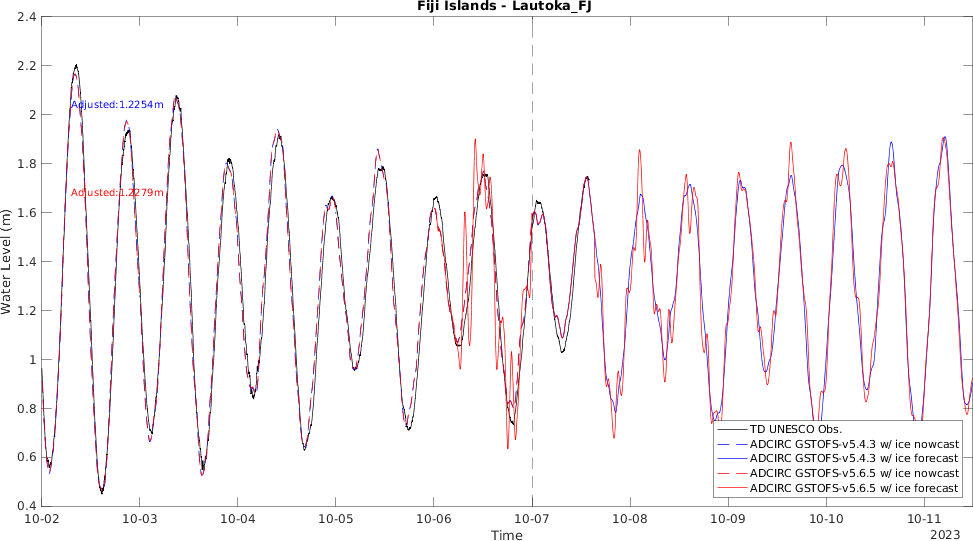 Fiji Islands - Lautoka_FJ
2.4
2.2
2
1.8
1.6
1.4
1.2
1
0.8
0.6
0.4
Water Level (m)
Adjusted:1.2254m
Adjusted:1.2279m
TD UNESCO Obs.
ADCIRC GSTOFS-v5.4.3 w/ ice nowcast
ADCIRC GSTOFS-v5.4.3 w/ ice forecast
ADCIRC GSTOFS-v5.6.5 w/ ice nowcast
ADCIRC GSTOFS-v5.6.5 w/ ice forecast
10-02 10-03 10-04 10-05 10-06 10-07 10-08 10-09 10-10 10-11
Time
2023